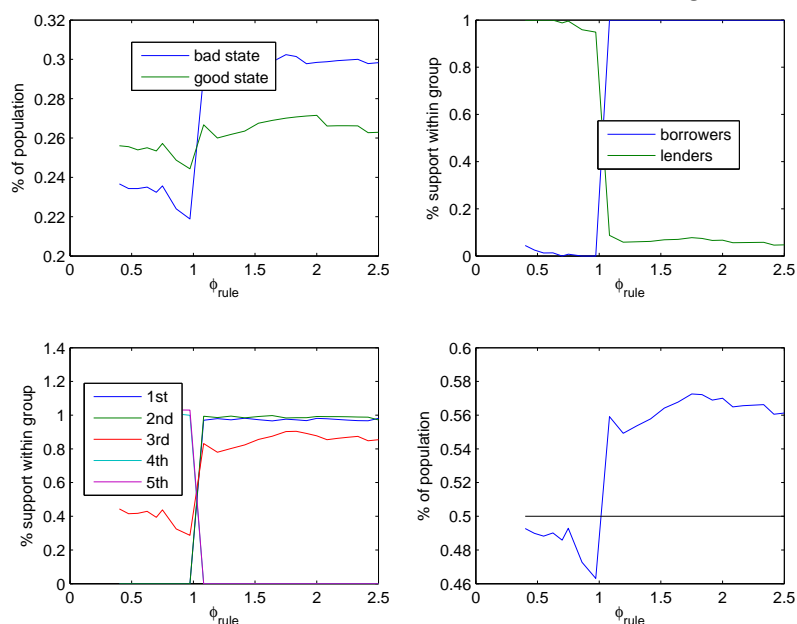 0.32
0.3
0.28
0.26
0.24
0.22
0.2
0 0.5 1 1.5 2 2.5
% of population
ϕrule
bad state
good state
1
0.8
0.6
0.4
0.2
0
0 0.5 1 1.5 2 2.5
% support within group
ϕrule
borrowers
lenders
1.4
1.2
1
0.8
0.6
0.4
0.2
0
0 0.5 1 1.5 2 2.5
% support within group
ϕrule
1st
2nd
3rd
4th
5th
0.6
0.58
0.56
0.54
0.52
0.5
0.48
0.46
0 0.5 1 1.5 2 2.5
% of population
ϕrule